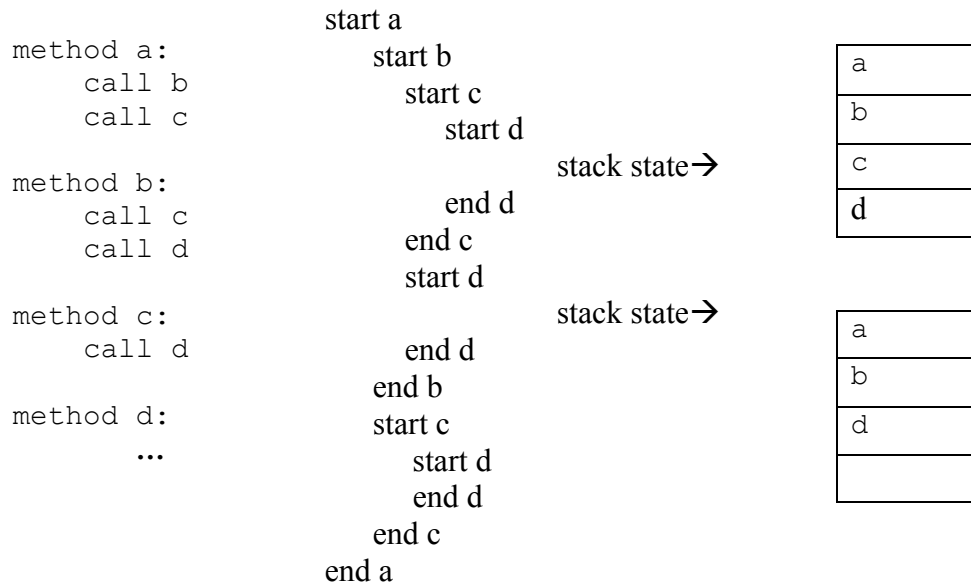 method a:
call b
call c
method b:
call c
call d
method c:
call d
method d:
...
start a
start b
start c
start d
stack state→
end d
end c
start d
stack state→
end d
end b
start c
start d
end d
end c
end a
a
b
c
d
a
b
d